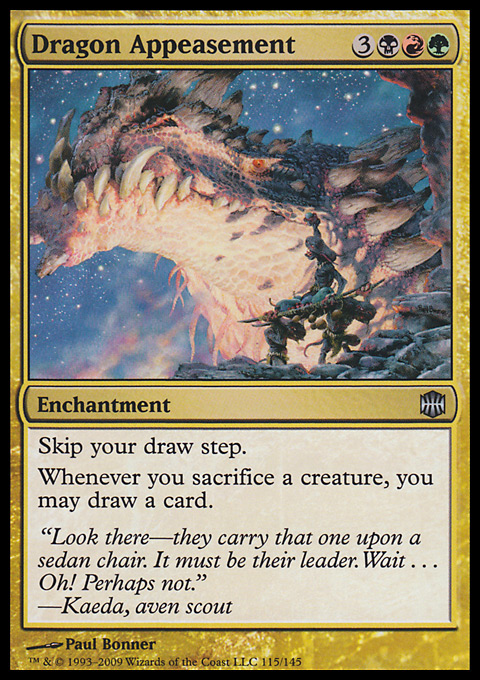 Dragon Appeasement 3
Enchantment
Skip your draw step.
Whenever you sacrifice a creature, you
may draw a card.
“Look there—they carry that one upon a
sedan chair. It must be their leader. Wait . . .
Oh! Perhaps not.”
—Kaeda, aven scout
Paul Bonner
™ & © 1993–2009 Wizards of the Coast LLC 115/145